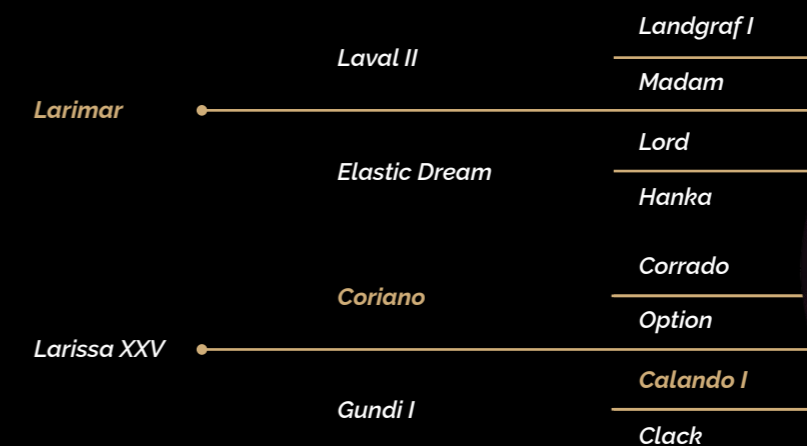 Landgraf I
Laval II
Madam
Larimar
Lord
Elastic Dream
Hanka
Corrado
Coriano
Option
Larissa XXV
Calando I
Gundi I
Clack